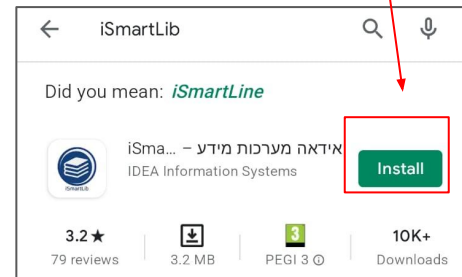 iSmartLib
Did you mean: iSmartLine
iSma... – אידאה מערכות מידע
IDEA Information Systems
Install
iSmartLib
3.2★
79 reviews
3.2 MB
3
PEGI 3
10K+
Downloads